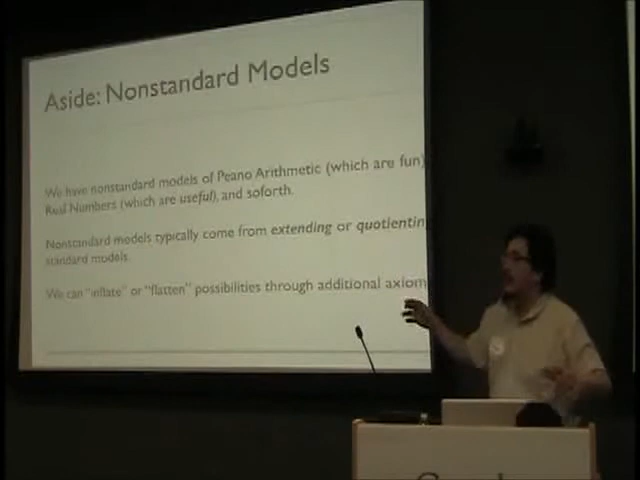 Aside: Nonstandard Models
We have nonstandard models of Peano Arithmetic (which are fun)
Real Numbers (which are useful), and soforth.
Nonstandard models typically come from extending or quotientin
standard models.
We can "inflate" or "flatten" possibilities through additional axiom